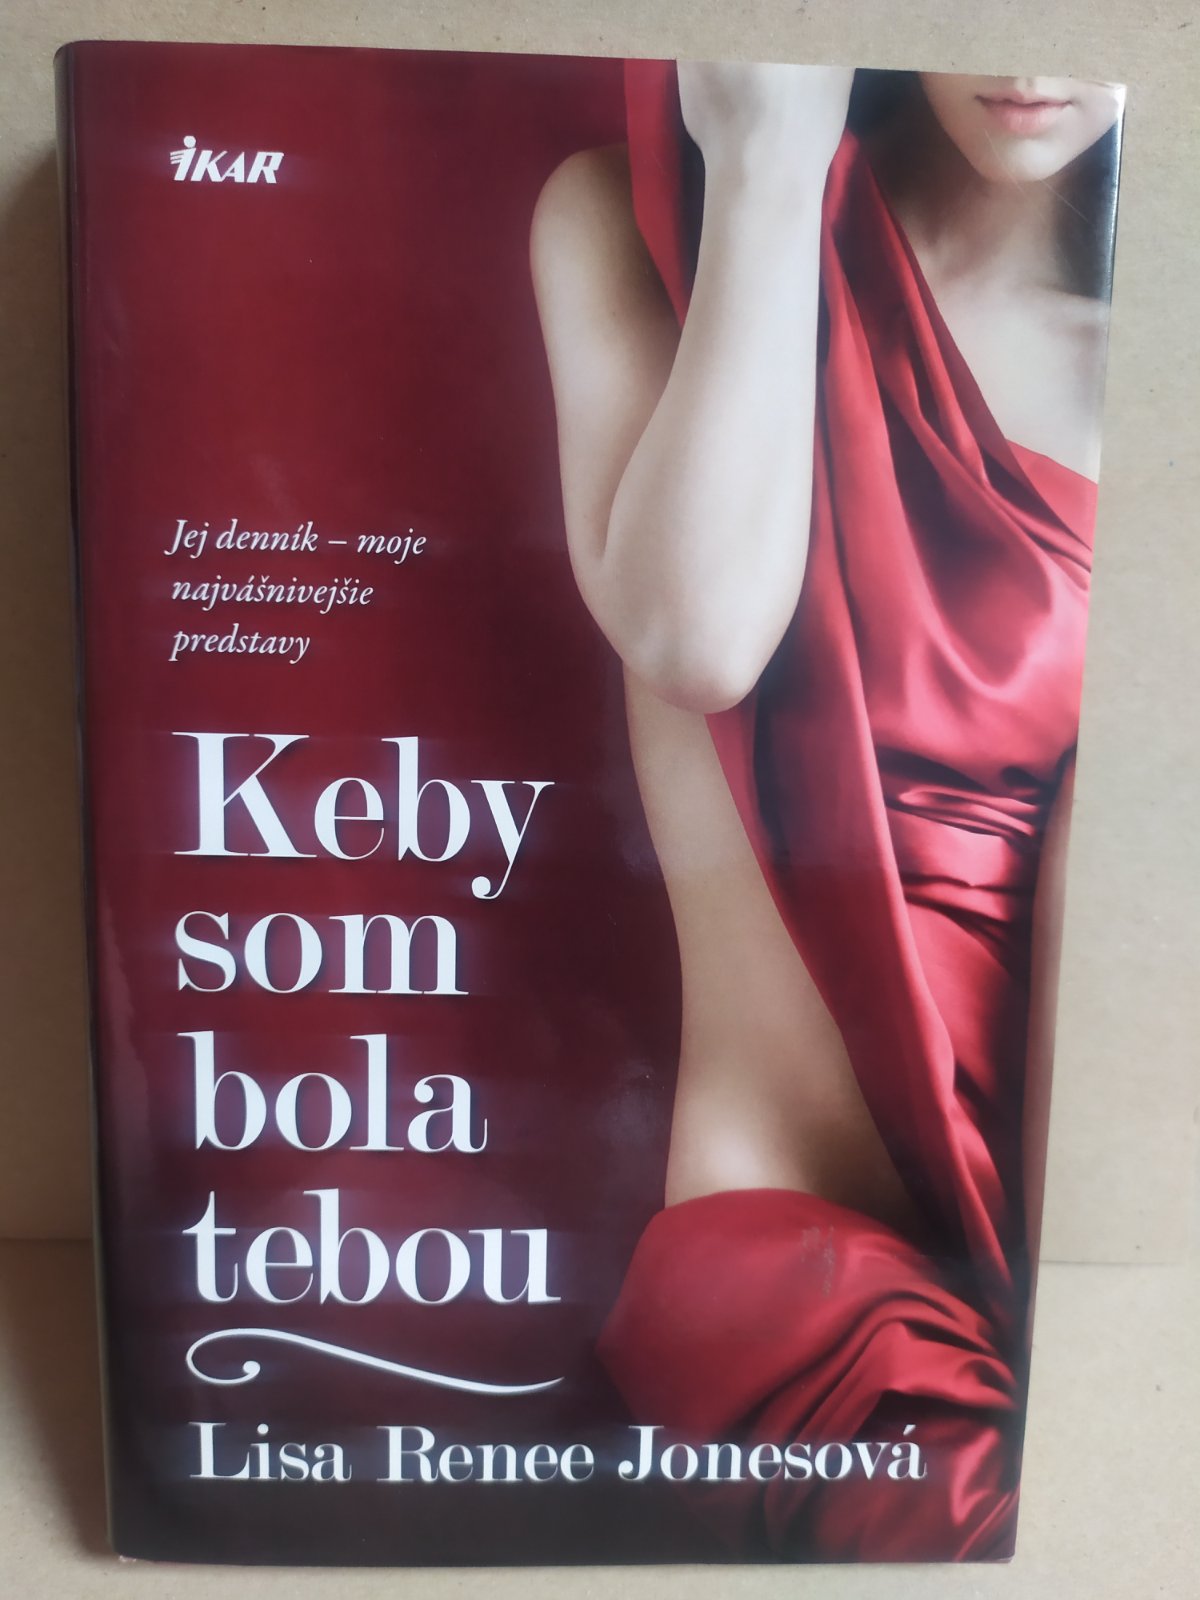 iKAR
Jej denník – moje
najvášnivejšie
predstavy
Keby
som
bola
tebou
Lisa Renee Jonesová